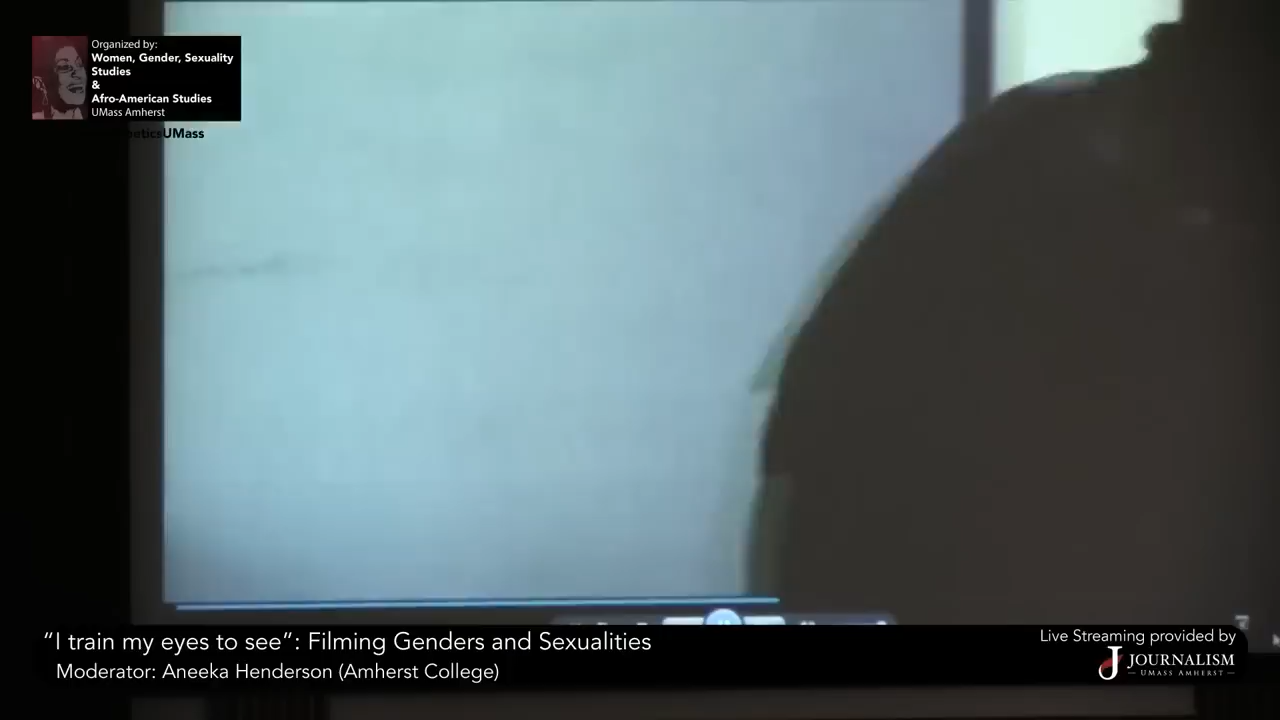 Organized by:
Women, Gender, Sexuality
Studies
&
Afro-American Studies
UMass Amherst
“I train my eyes to see“: Filming Genders and Sexualities
Moderator: Aneeka Henderson (Amherst College)
Live Streaming provided by
JOURNALISM
UMASS AMHERST